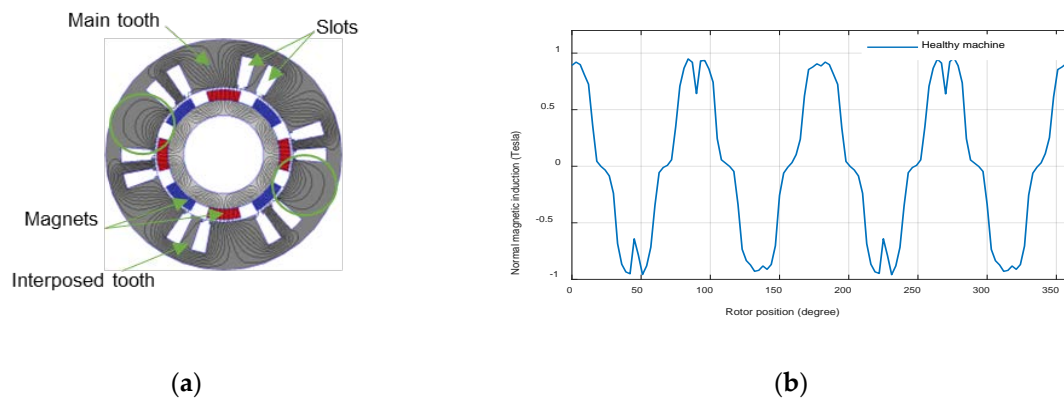 Main tooth
Slots
Magnets
Interposed tooth
(a)
Healthy machine
1
0.5
0
-0.5
-1
Normal magnetic induction (Tesla)
0 50 100 150 200 250 300 350
Rotor position (degree)
(b)